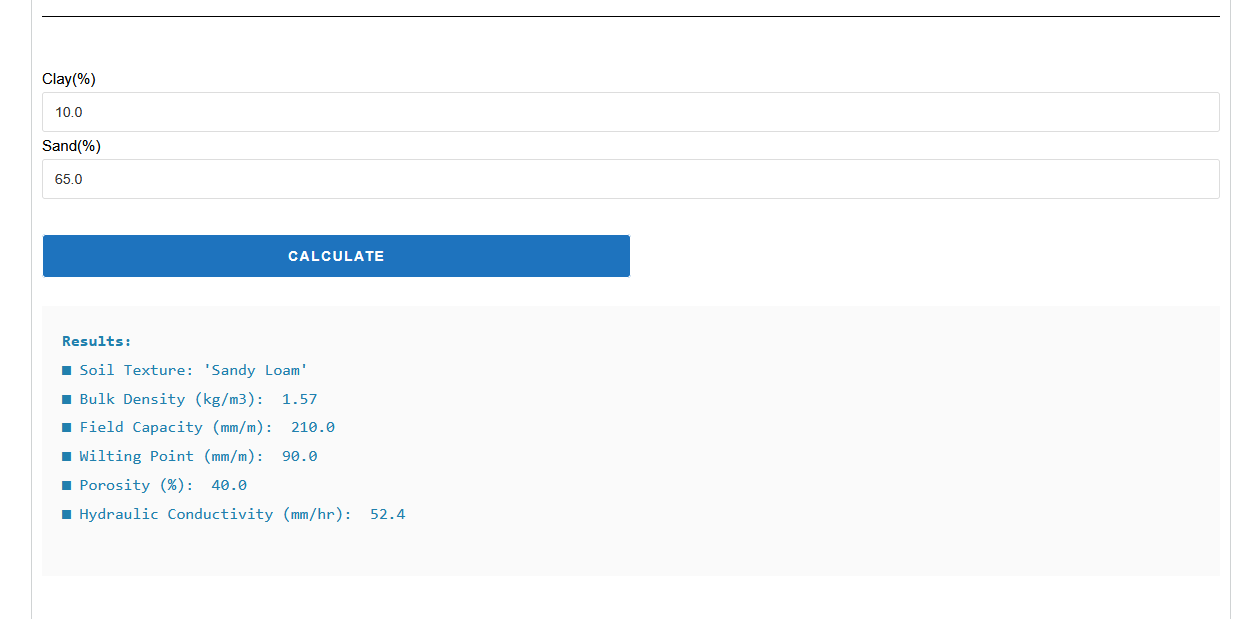 Clay(%)
10.0
Sand(%)
65.0
CALCULATE
Results:
■ Soil Texture: 'Sandy Loam'
■ Bulk Density (kg/m3):  1.57
■ Field Capacity (mm/m):  210.0
■ Wilting Point (mm/m):  90.0
■ Porosity (%):  40.0
■ Hydraulic Conductivity (mm/hr):  52.4